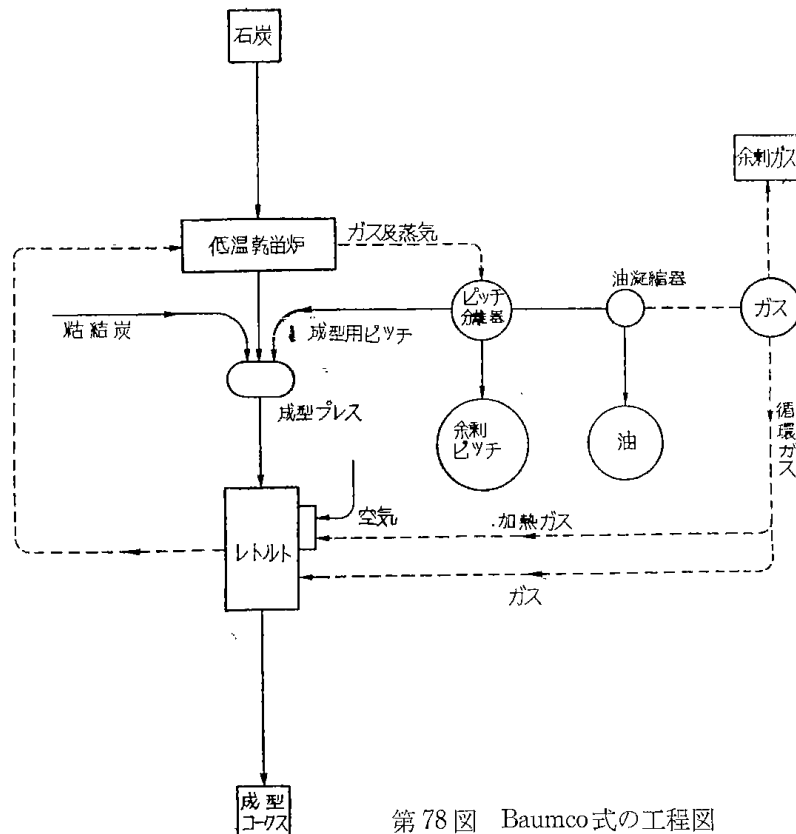 石炭
余剰ガス
低温乾溜炉
ガス及蒸気
ピッチ
分離器
油凝縮器
ガス
粘結炭
成型用ピッチ
成型プレス
余剰
ピッチ
油
循環ガス
レトルト
空気
加熱ガス
ガス
成型
コークス
第78図 Baumco式の工程図